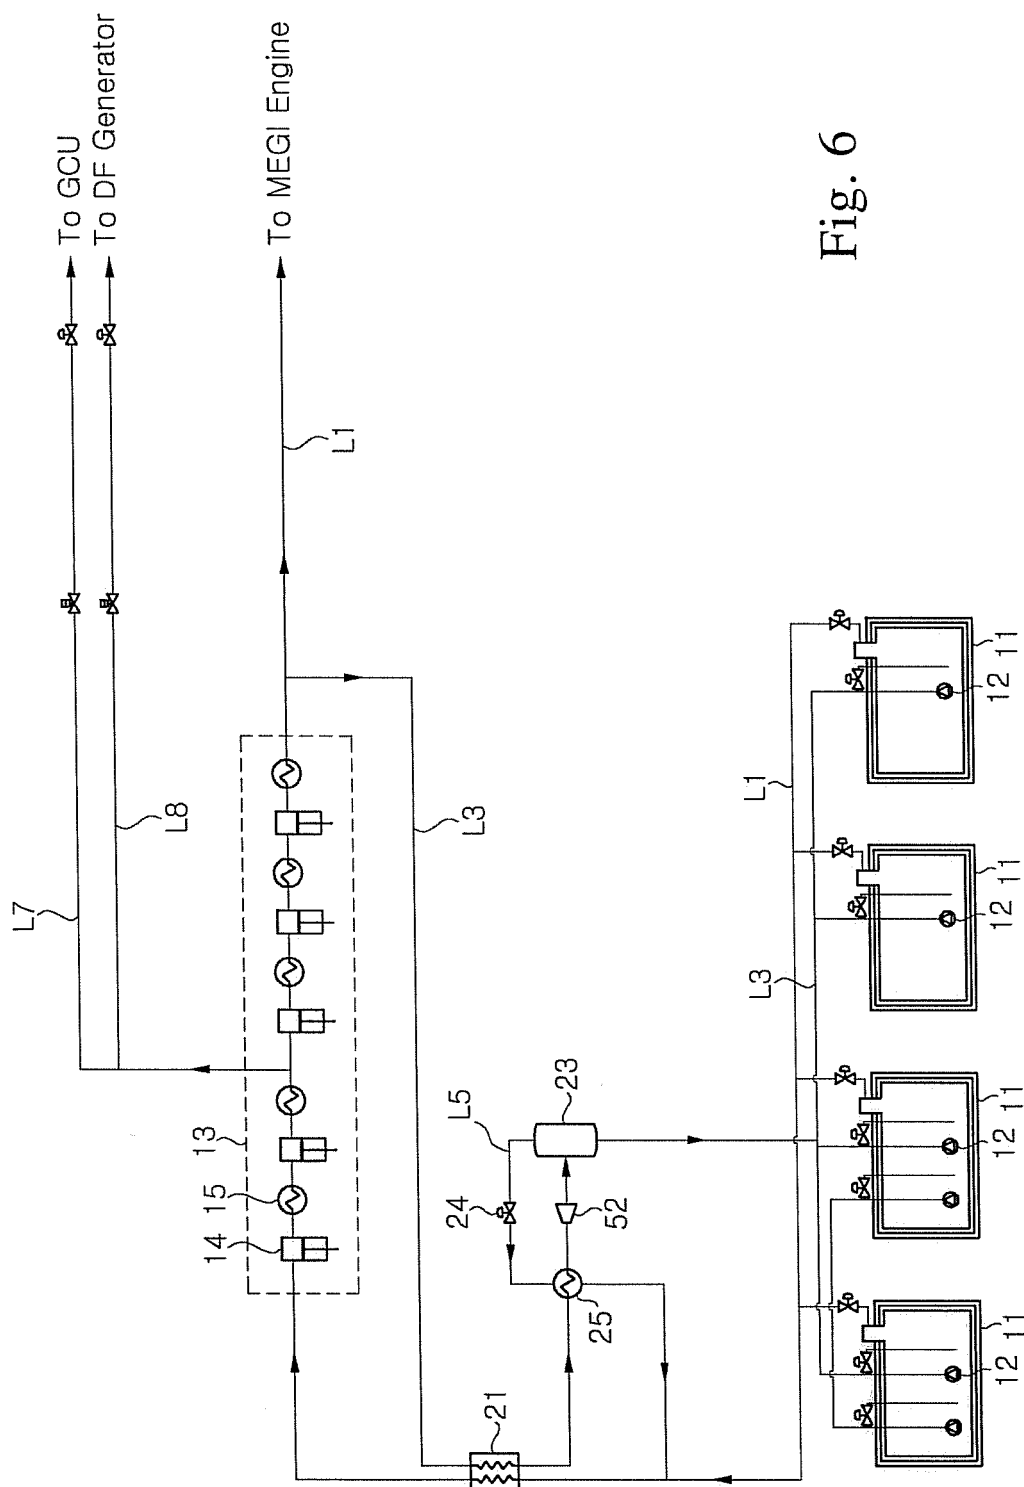 To GCU
To DF Generator
To MEGI Engine
L7
L8
L1
13
15
14
L3
L5
24
23
52
25
21
L1
L3
11
12
11
12
11
12
11
12
Fig. 6